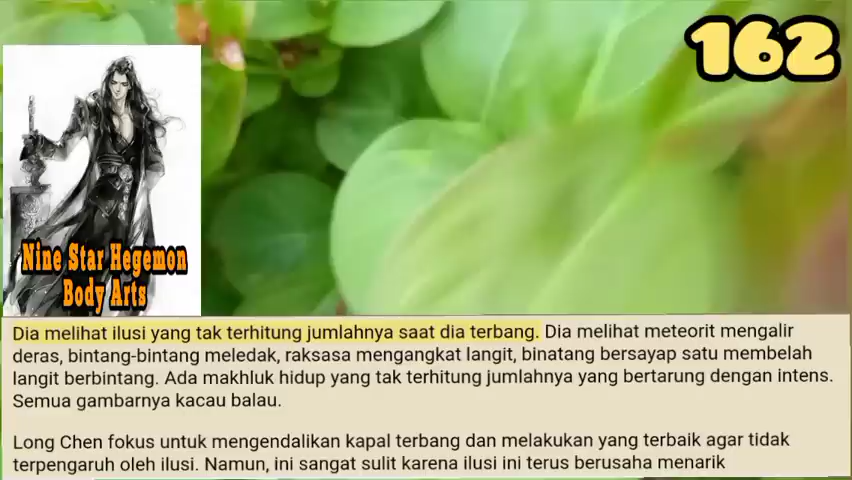 162
Nine Star Hegemon
Body Arts
Dia melihat ilusi yang tak terhitung jumlahnya saat dia terbang. Dia melihat meteorit mengalir
deras, bintang-bintang meledak, raksasa mengangkat langit, binatang bersayap satu membelah
langit berbintang. Ada makhluk hidup yang tak terhitung jumlahnya yang bertarung dengan intens.
Semua gambarnya kacau balau.
Long Chen fokus untuk mengendalikan kapal terbang dan melakukan yang terbaik agar tidak
terpengaruh oleh ilusi. Namun, ini sangat sulit karena ilusi ini terus berusaha menarik